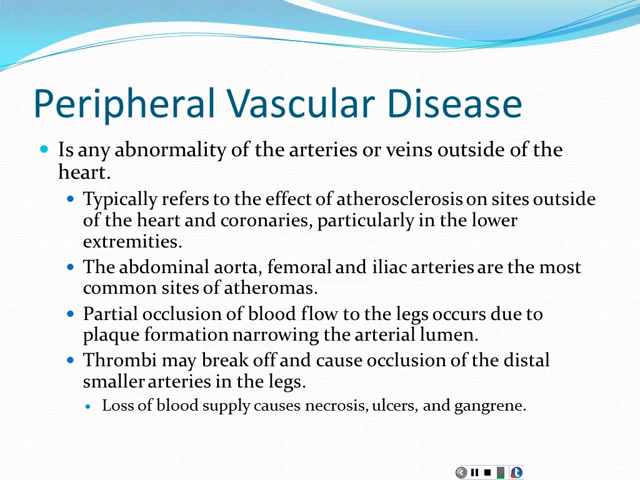 Peripheral Vascular Disease
Is any abnormality of the arteries or veins outside of the
heart.
Typically refers to the effect of atherosclerosis on sites outside
of the heart and coronaries, particularly in the lower
extremities.
The abdominal aorta, femoral and iliac arteries are the most
common sites of atheromas.
Partial occlusion of blood flow to the legs occurs due to
plaque formation narrowing the arterial lumen.
Thrombi may break off and cause occlusion of the distal
smaller arteries in the legs.
Loss of blood supply causes necrosis, ulcers, and gangrene.